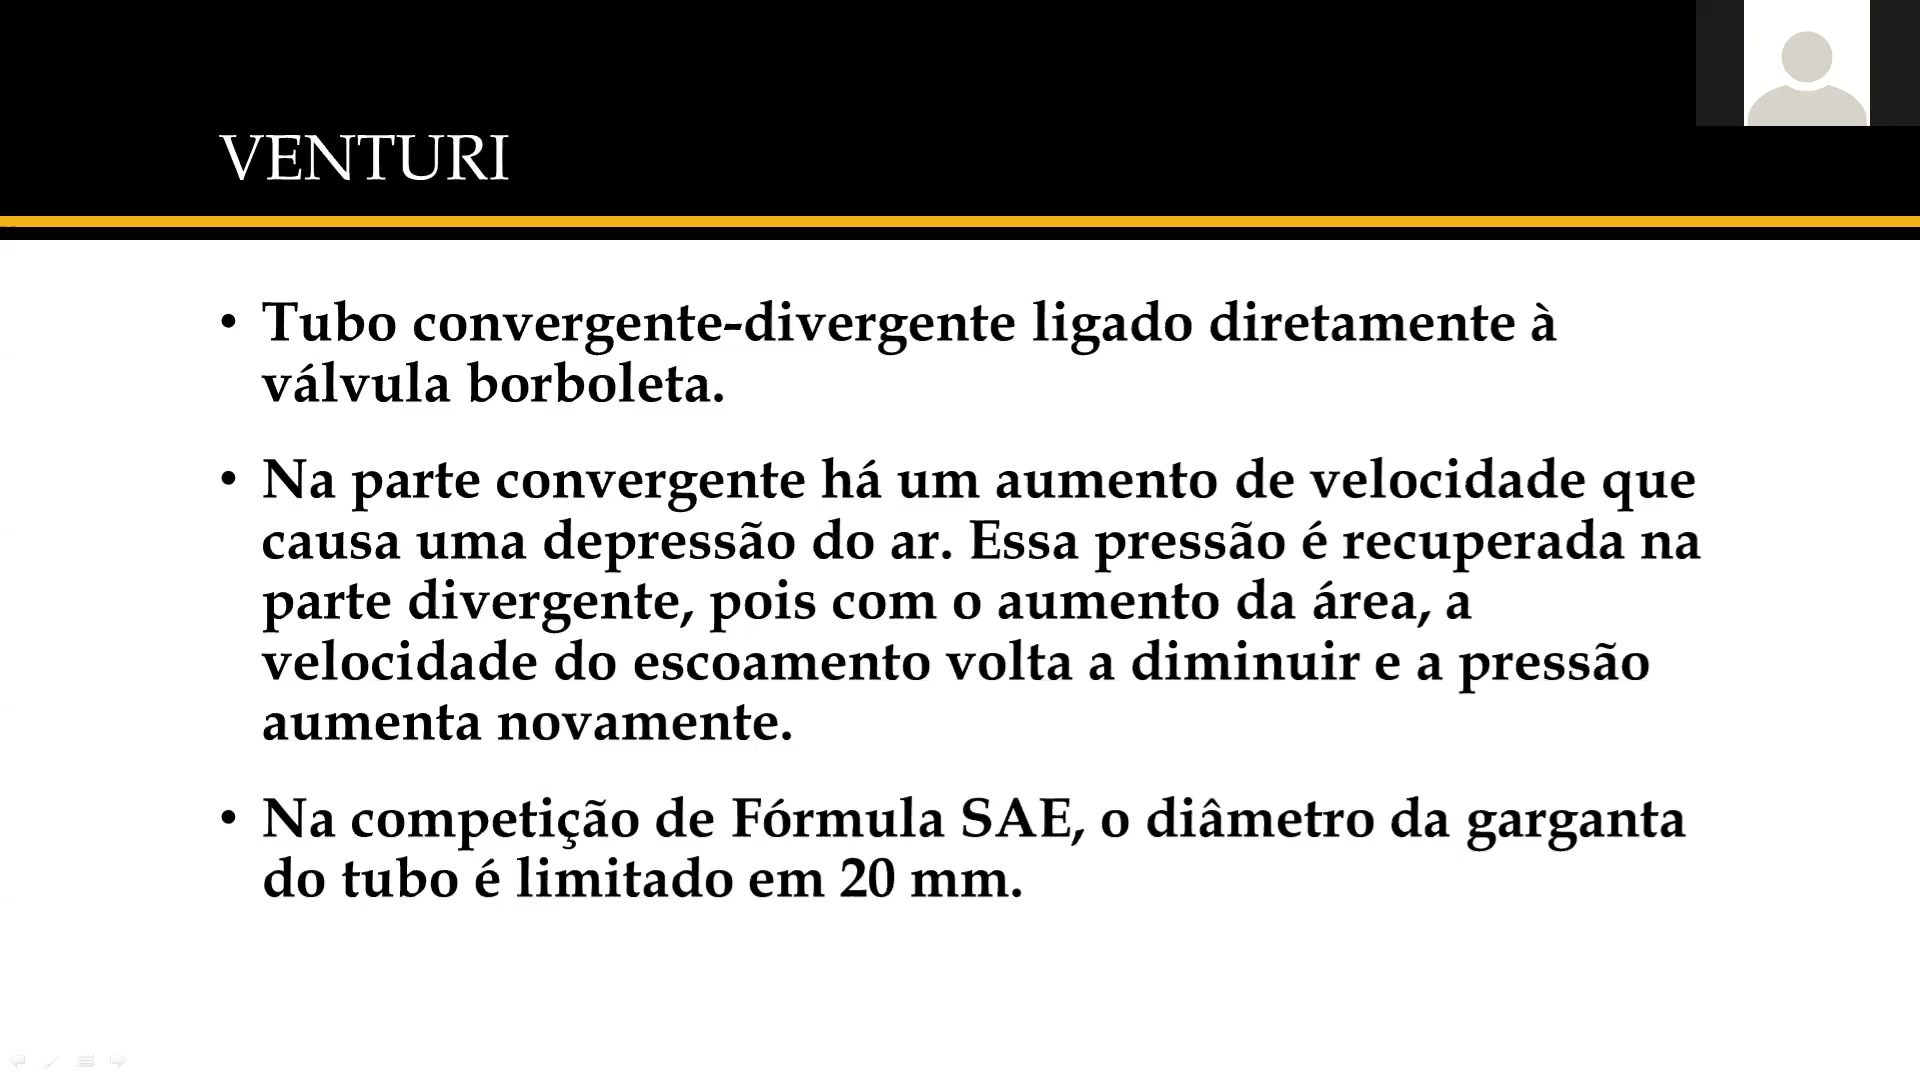 VENTURI
• Tubo convergente-divergente ligado diretamente à
válvula borboleta.
• Na parte convergente há um aumento de velocidade que
causa uma depressão do ar. Essa pressão é recuperada na
parte divergente, pois com o aumento da área, a
velocidade do escoamento volta a diminuir e a pressão
aumenta novamente.
• Na competição de Fórmula SAE, o diâmetro da garganta
do tubo é limitado em 20 mm.